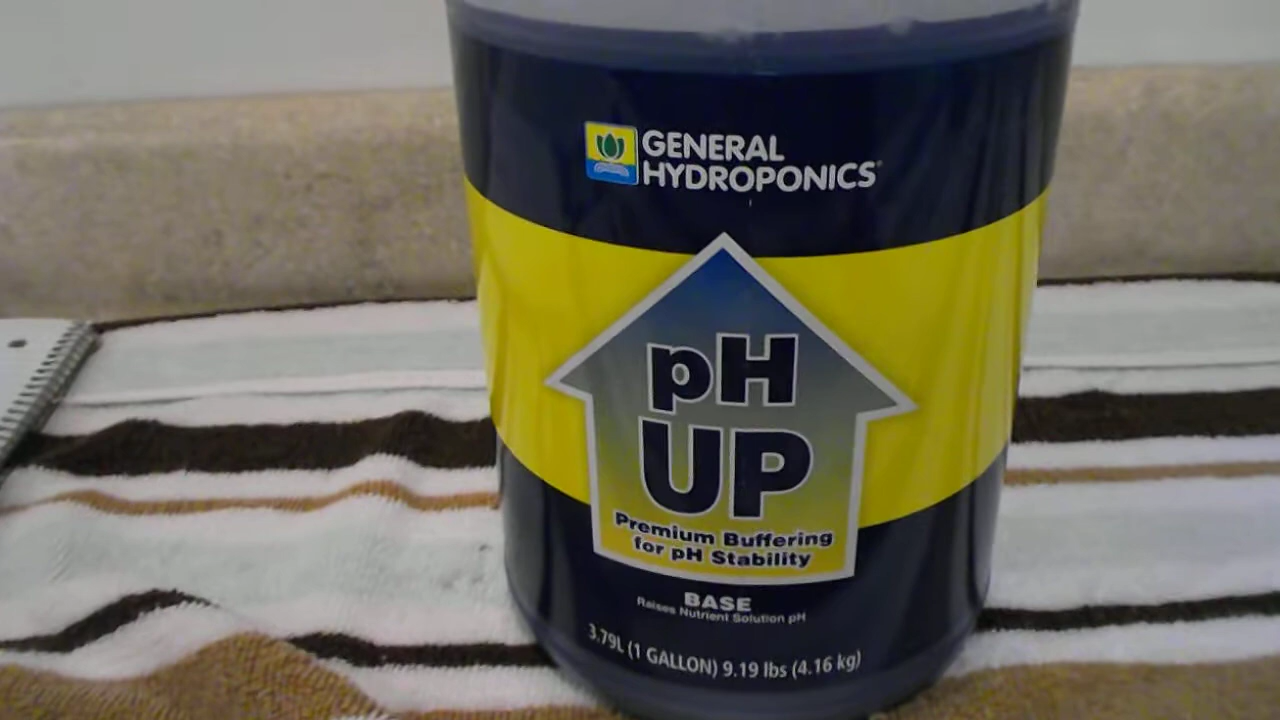 GENERAL
HYDROPONICS
pH
UP
Premium Buffering
for pH Stability
BASE
Raises Nutrient Solution pH
3.79L (1 GALLON) 9.19 lbs (4.16 kg)